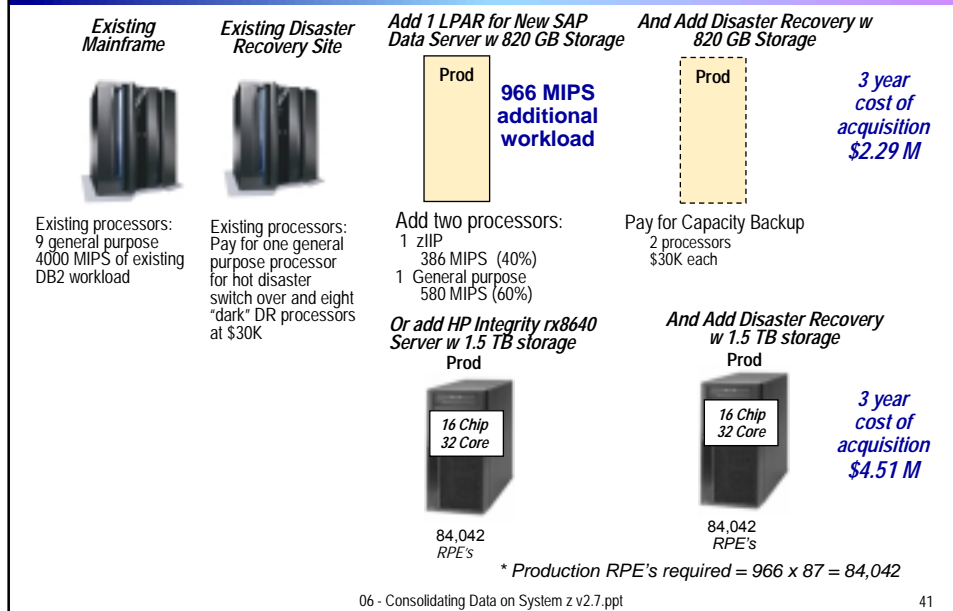 Existing
Mainframe
Existing Disaster
Recovery Site
Add 1 LPAR for New SAP
Data Server w 820 GB Storage
And Add Disaster Recovery w
820 GB Storage
Prod
966 MIPS
additional
workload
Prod
3 year
cost of
acquisition
$2.29 M
Existing processors:
9 general purpose
4000 MIPS of existing
DB2 workload
Existing processors:
Pay for one general
purpose processor
for hot disaster
switch over and eight
“dark” DR processors
at $30K
Add two processors:
1 zIIP
386 MIPS (40%)
1 General purpose
580 MIPS (60%)
Pay for Capacity Backup
2 processors
$30K each
Or add HP Integrity rx8640
Server w 1.5 TB storage
Prod
16 Chip
32 Core
84,042
RPE's
And Add Disaster Recovery
w 1.5 TB storage
Prod
16 Chip
32 Core
84,042
RPE's
3 year
cost of
acquisition
$4.51 M
* Production RPE's required = 966 x 87 = 84,042
06 - Consolidating Data on System z v2.7.ppt
41